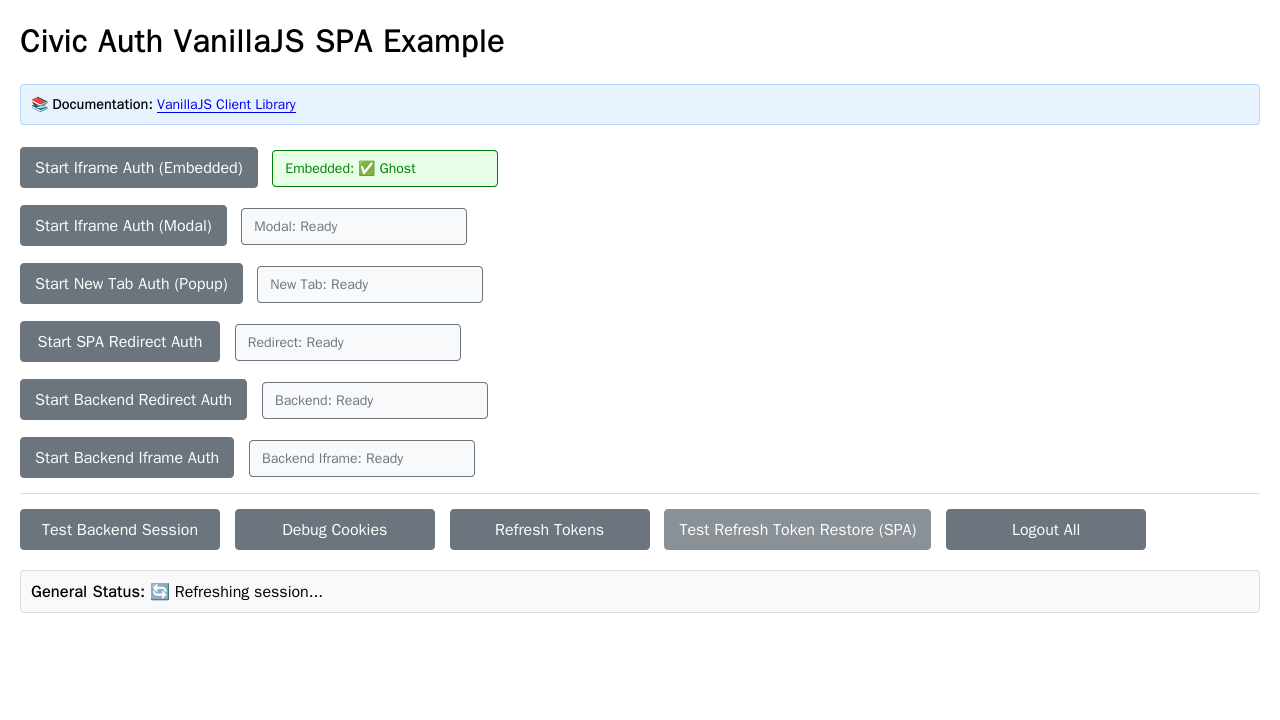 Civic Auth VanillaJS SPA Example
📚 Documentation: VanillaJS Client Library
Start Iframe Auth (Embedded)
Embedded: ✅ Ghost
Start Iframe Auth (Modal)
Modal: Ready
Start New Tab Auth (Popup)
New Tab: Ready
Start SPA Redirect Auth
Redirect: Ready
Start Backend Redirect Auth
Backend: Ready
Start Backend Iframe Auth
Backend Iframe: Ready
Test Backend Session
Debug Cookies
Refresh Tokens
Test Refresh Token Restore (SPA)
Logout All
General Status: 🔄 Refreshing session...